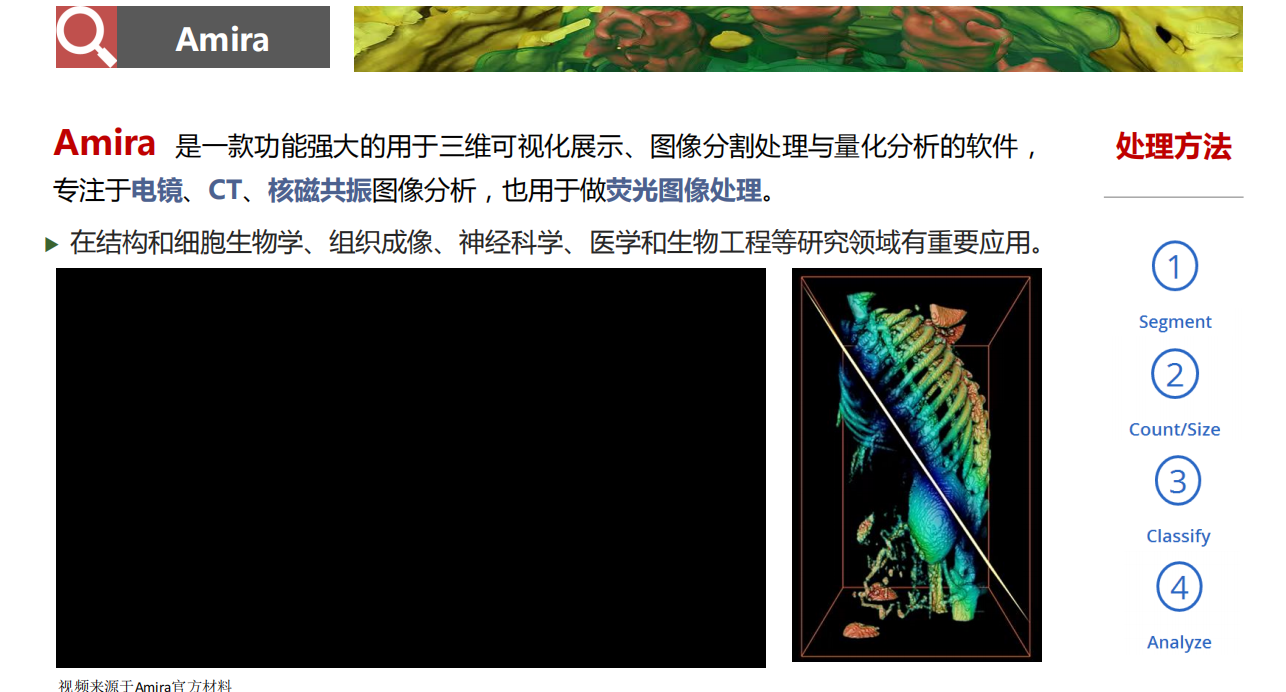 Amira
Amira 是一款功能强大的用于三维可视化展示、图像分割处理与量化分析的软件，
专注于电镜、CT、核磁共振图像分析，也用于做荧光图像处理。
在结构和细胞生物学、组织成像、神经科学、医学和生物工程等研究领域有重要应用。
视频来源于Amira官方材料
处理方法
1
Segment
2
Count/Size
3
Classify
4
Analyze